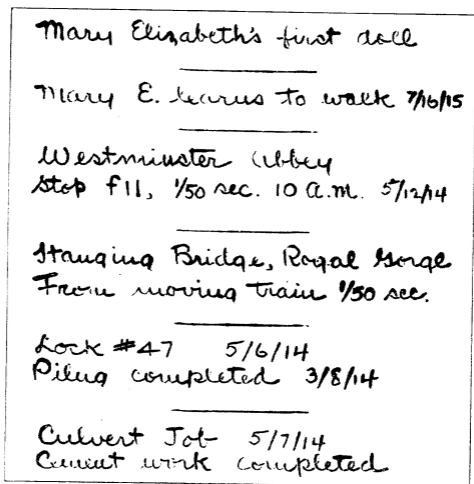 Mary Elizabeth's first doll
Mary E. learns to walk 7/16/15
Westminster Abbey
Stop f11, 1/50 sec. 10 A.M. 5/12/14
Hanging Bridge, Royal Gorge
From moving train 1/50 sec.
Lock #47 5/6/14
Piling completed 3/8/14
Culvert Job 5/7/14
Cement work completed